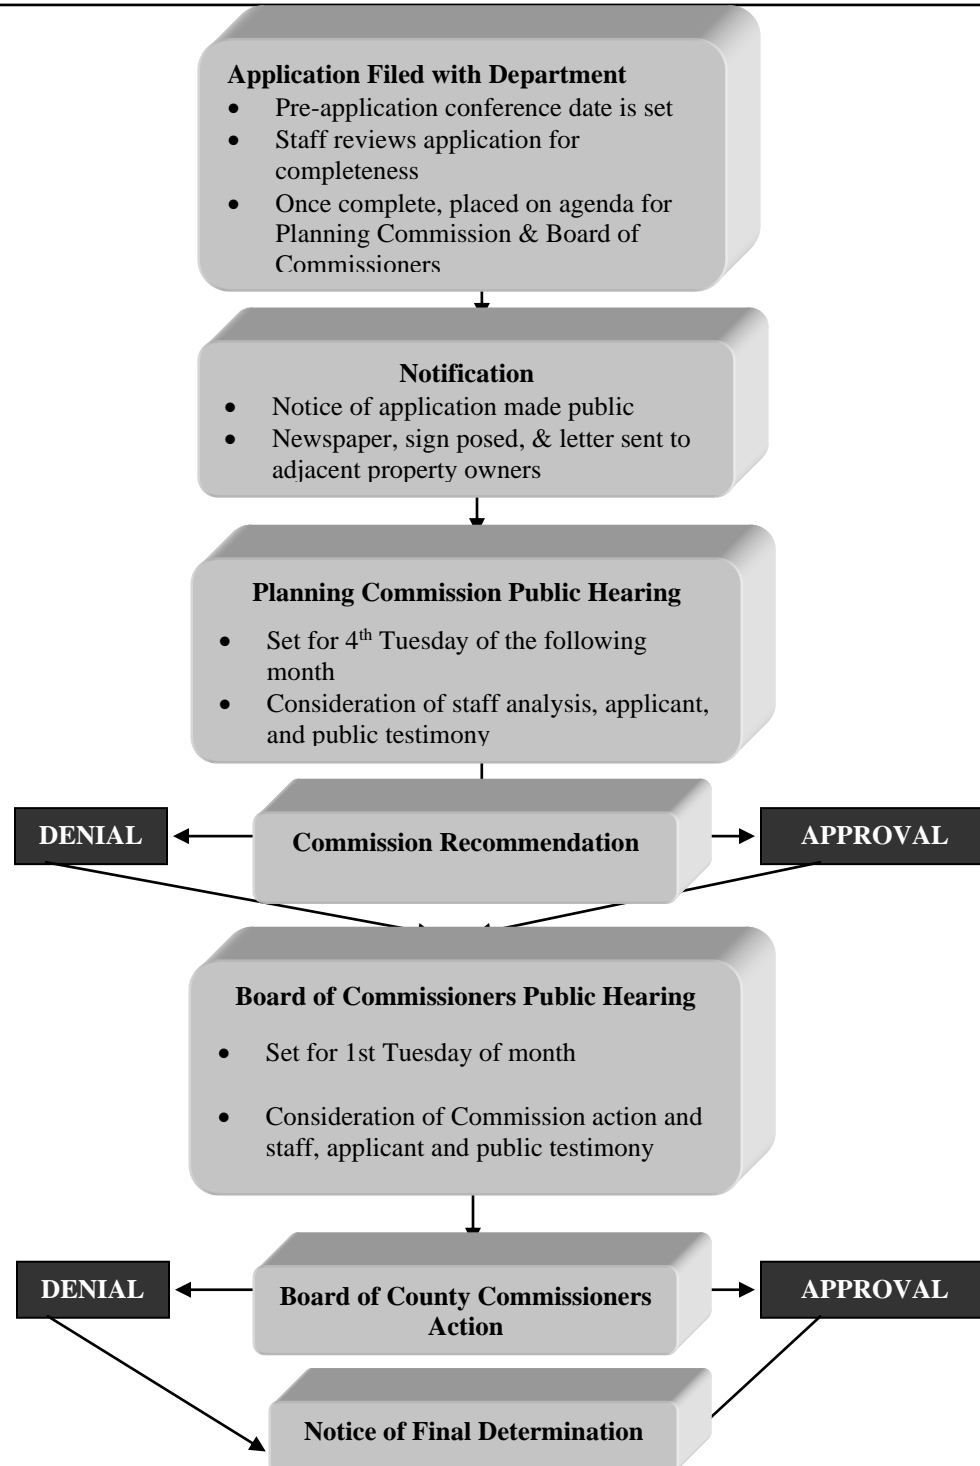 Application Filed with Department
• Pre-application conference date is set
• Staff reviews application for
completeness
• Once complete, placed on agenda for
Planning Commission & Board of
Commissioners
Notification
• Notice of application made public
• Newspaper, sign posed, & letter sent to
adjacent property owners
Planning Commission Public Hearing
• Set for 4th Tuesday of the following
month
• Consideration of staff analysis, applicant,
and public testimony
DENIAL
Commission Recommendation
APPROVAL
Board of Commissioners Public Hearing
• Set for 1st Tuesday of month
• Consideration of Commission action and
staff, applicant and public testimony
DENIAL
Board of County Commissioners
Action
APPROVAL
Notice of Final Determination